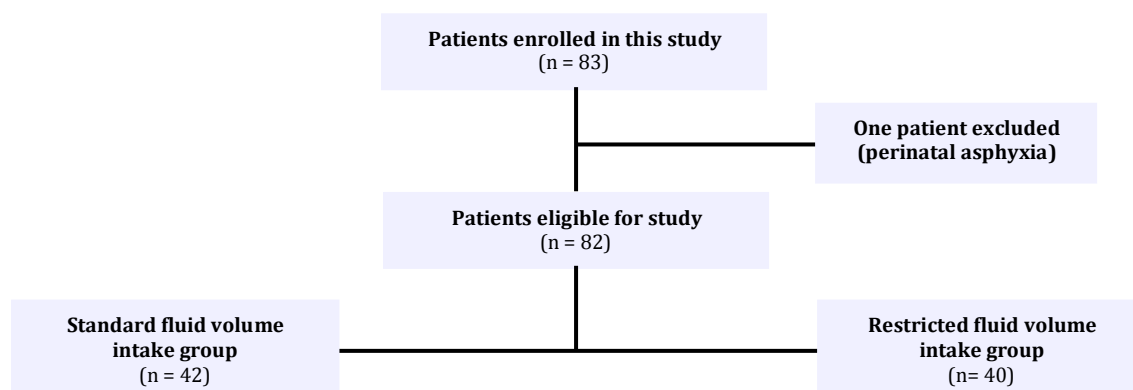 Patients enrolled in this study
(n = 83)
One patient excluded
(perinatal asphyxia)
Patients eligible for study
(n = 82)
Standard fluid volume
intake group
(n = 42)
Restricted fluid volume
intake group
(n= 40)